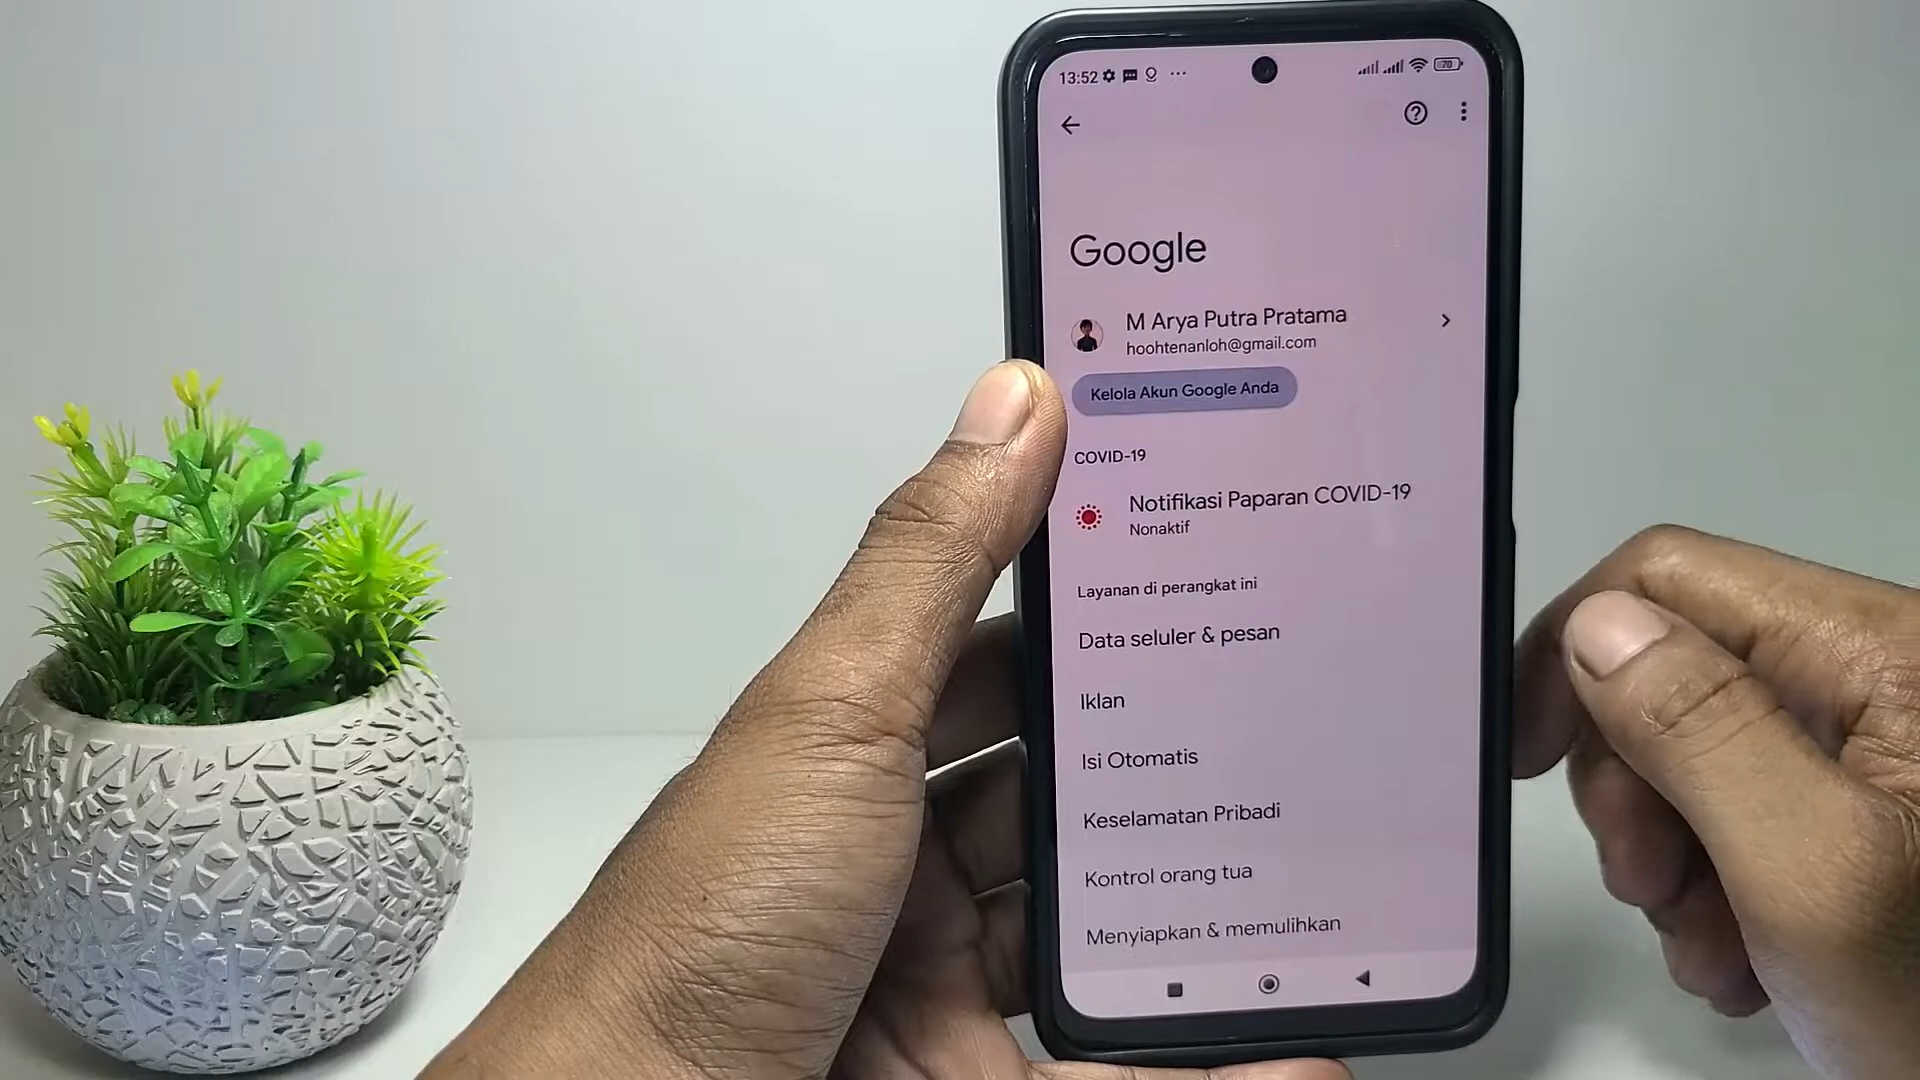 13:52
70
Google
M Arya Putra Pratama
hoohtenanloh@gmail.com
Kelola Akun Google Anda
COVID-19
Notifikasi Paparan COVID-19
Nonaktif
Layanan di perangkat ini
Data seluler & pesan
Iklan
Isi Otomatis
Keselamatan Pribadi
Kontrol orang tua
Menyiapkan & memulihkan